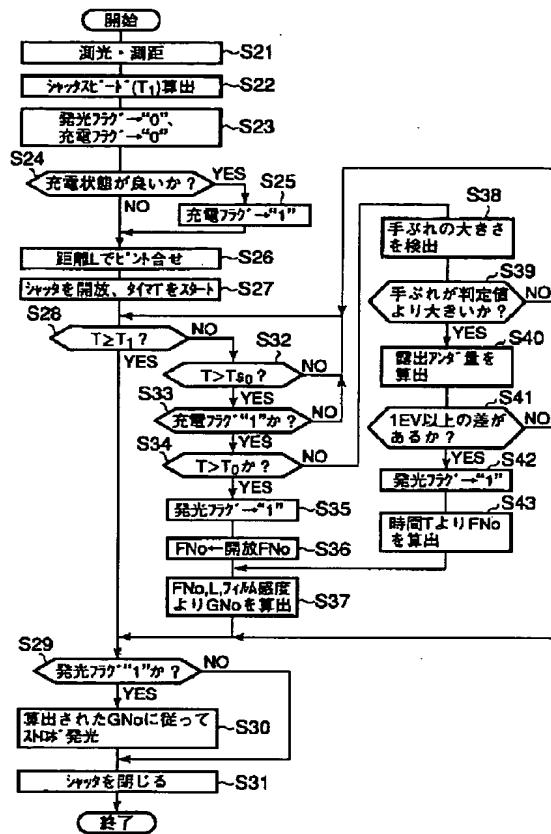 開始
測光・測距
S21
シャッタスピード(T1)算出
S22
発光フラグ→“0”、
充電フラグ→“0”
S23
S24
充電状態が良いか?
YES
NO
S25
充電フラグ→“1”
距離Lでピント合せ
S26
シャッタを開放、タイマTをスタート
S27
S28
T≥T1?
NO
YES
S32
T>TS0?
NO
YES
S33
充電フラグ“1”か?
NO
YES
S34
T>T0か?
NO
YES
発光フラグ→“1”
S35
FNo←開放FNo
S36
FNo,L,フィルム感度
よりGNoを算出
S37
S38
手ぶれの大きさ
を検出
S39
手ぶれが判定値
より大きいか?
NO
YES
S40
露出アンダ量
を算出
S41
1EV以上の差が
あるか?
NO
YES
S42
発光フラグ→“1”
S43
時間TよりFNo
を算出
S29
発光フラグ“1”か?
NO
YES
算出されたGNoに従って
ストロボ発光
S30
シャッタを閉じる
S31
終了